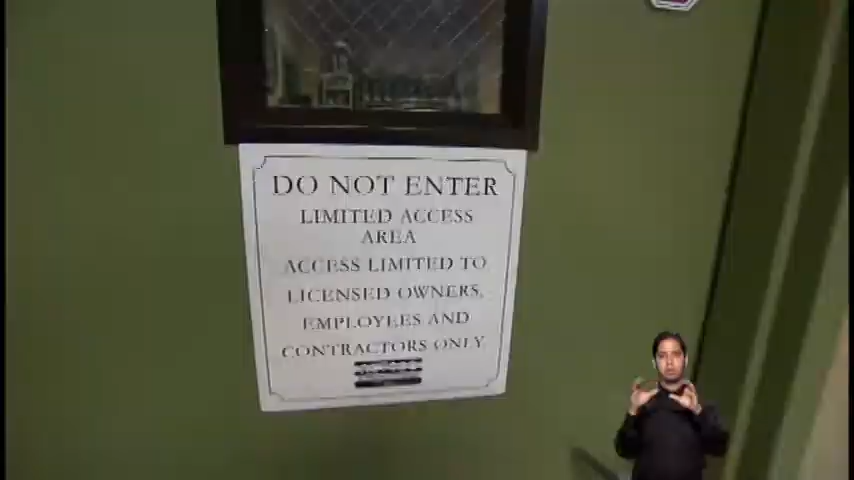 DO NOT ENTER
LIMITED ACCESS
AREA
ACCESS LIMITED TO
LICENSED OWNERS,
EMPLOYEES AND
CONTRACTORS ONLY